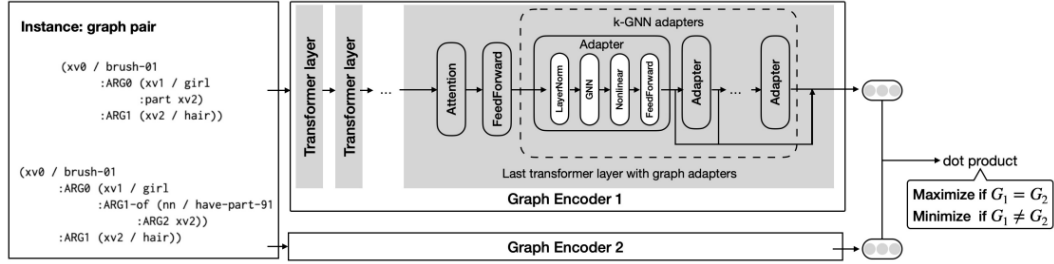 Instance: graph pair
(xv0 / brush-01
:ARG0 (xv1 / girl
:part xv2)
:ARG1 (xv2 / hair))
(xv0 / brush-01
:ARG0 (xv1 / girl
:ARG1-of (nn / have-part-91
:ARG2 xv2))
:ARG1 (xv2 / hair))
Transformer layer
Transformer layer
...
Attention
FeedForward
k-GNN adapters
Adapter
LayerNorm
GNN
Nonlinear
FeedForward
Adapter
...
Adapter
Last transformer layer with graph adapters
Graph Encoder 1
Graph Encoder 2
dot product
Maximize if G₁ = G₂
Minimize if G₁ ≠ G₂